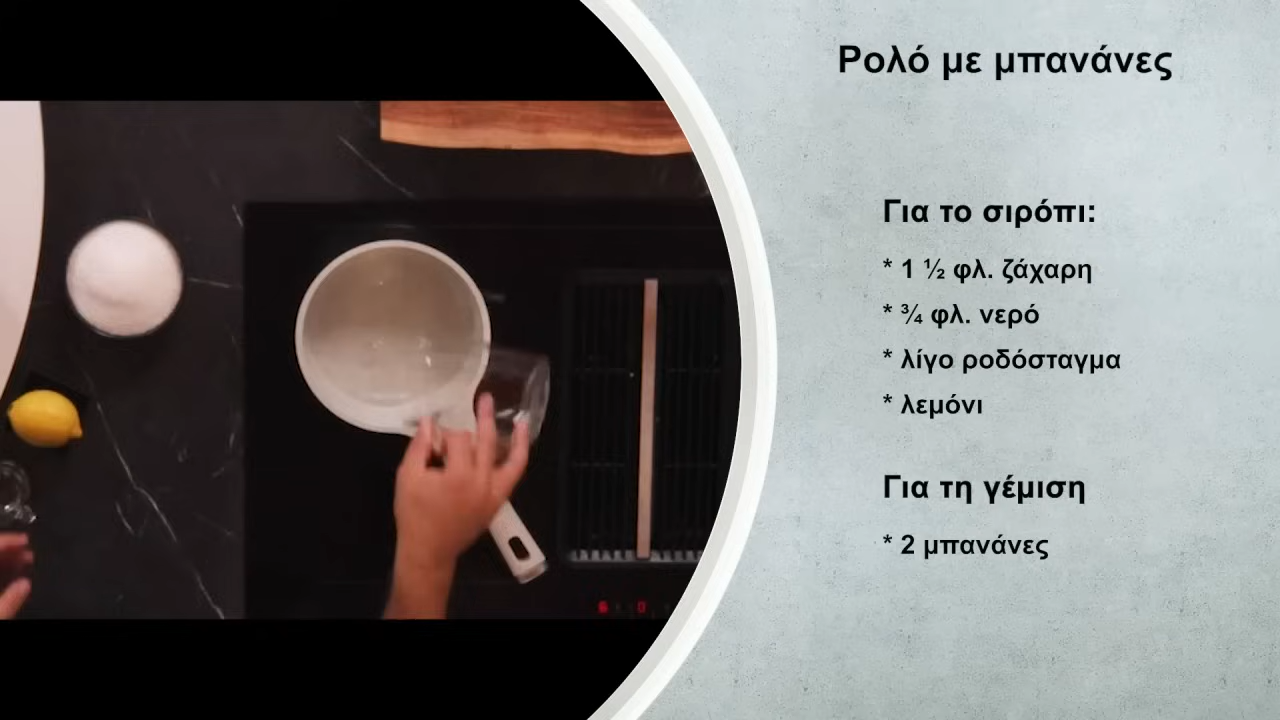 Ρολό με μπανάνες
Για το σιρόπι:
* 1 ½ φλ. ζάχαρη
* ¾ φλ. νερό
* λίγο ροδόσταγμα
* λεμόνι
Για τη γέμιση
* 2 μπανάνες